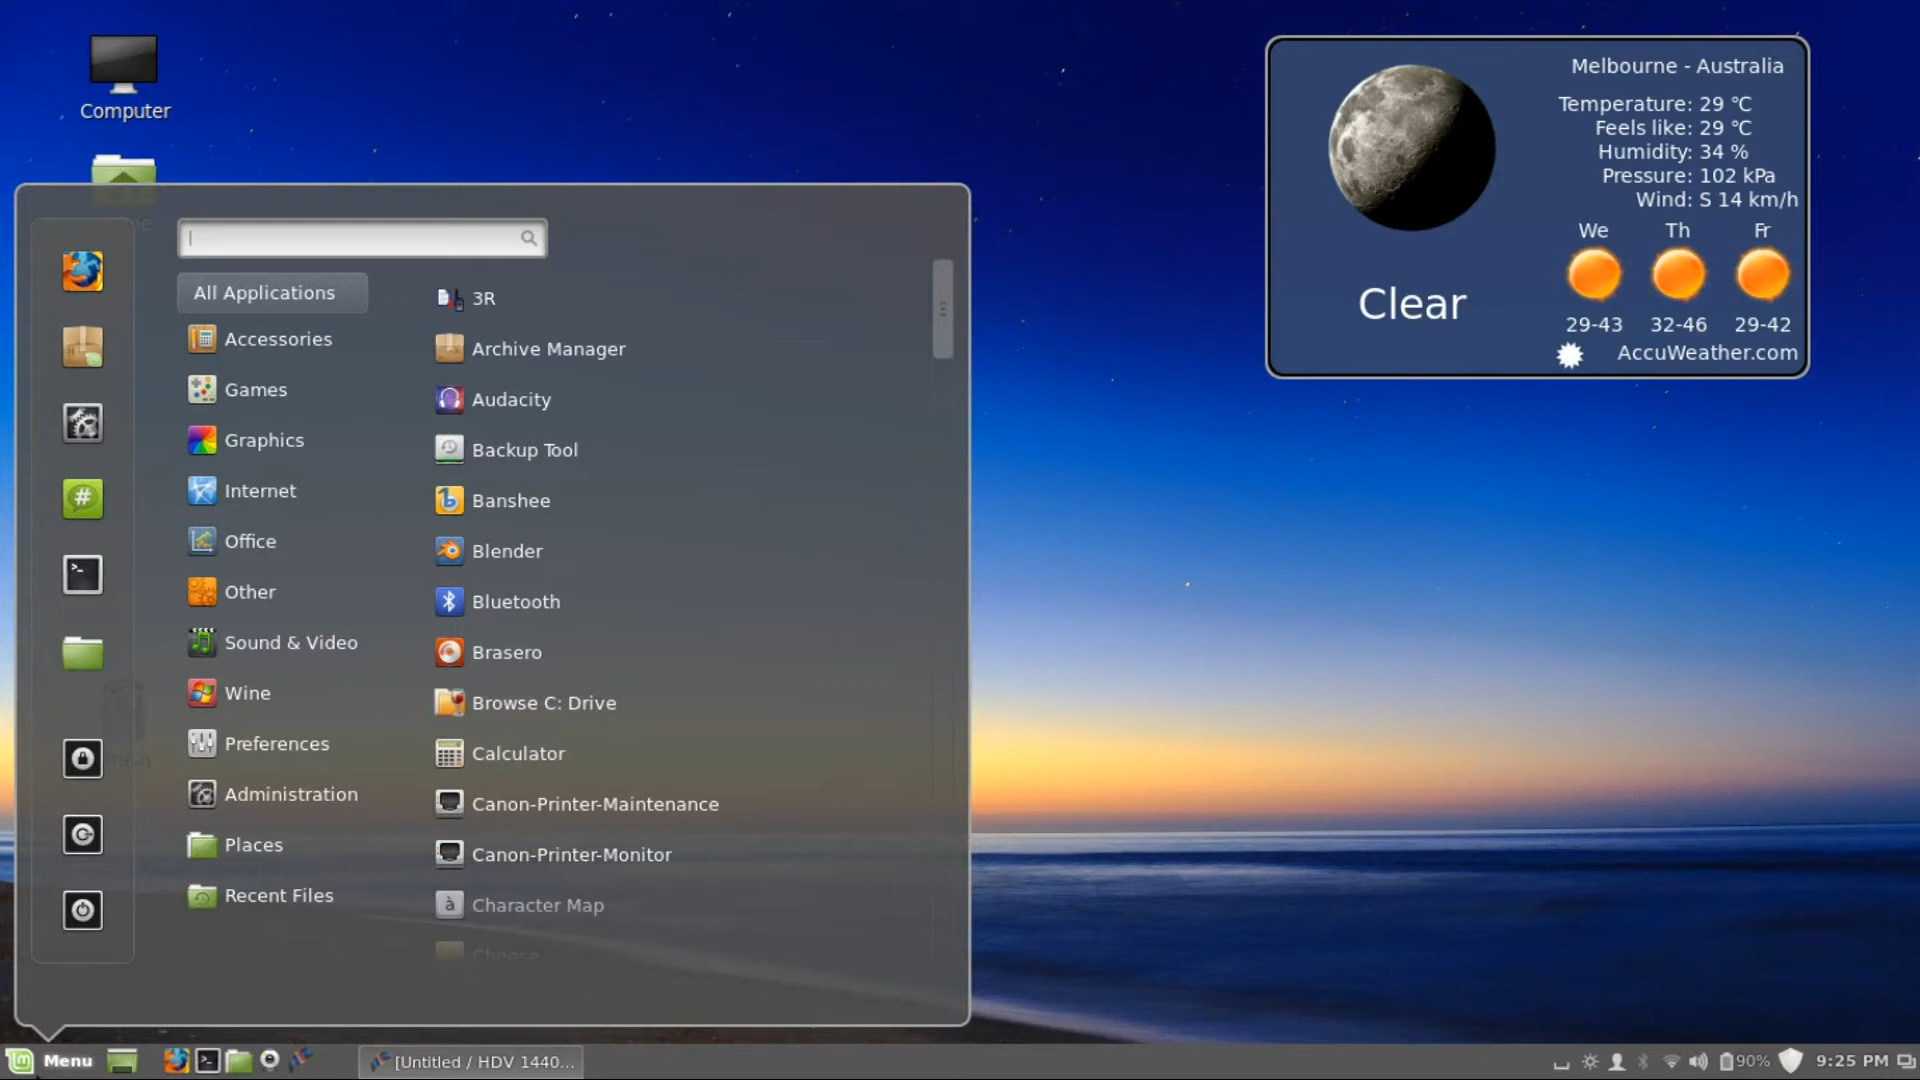 Computer
Melbourne - Australia
Temperature: 29 °C
Feels like: 29 °C
Humidity: 34 %
Pressure: 102 kPa
Wind: S 14 km/h
We Th Fr
Clear
29-43 32-46 29-42
AccuWeather.com
All Applications
Accessories
Games
Graphics
Internet
Office
Other
Sound & Video
Wine
Preferences
Administration
Places
Recent Files
3R
Archive Manager
Audacity
Backup Tool
Banshee
Blender
Bluetooth
Brasero
Browse C: Drive
Calculator
Canon-Printer-Maintenance
Canon-Printer-Monitor
Character Map
Cheese
Menu
[Untitled / HDV 1440...
90%
9:25 PM